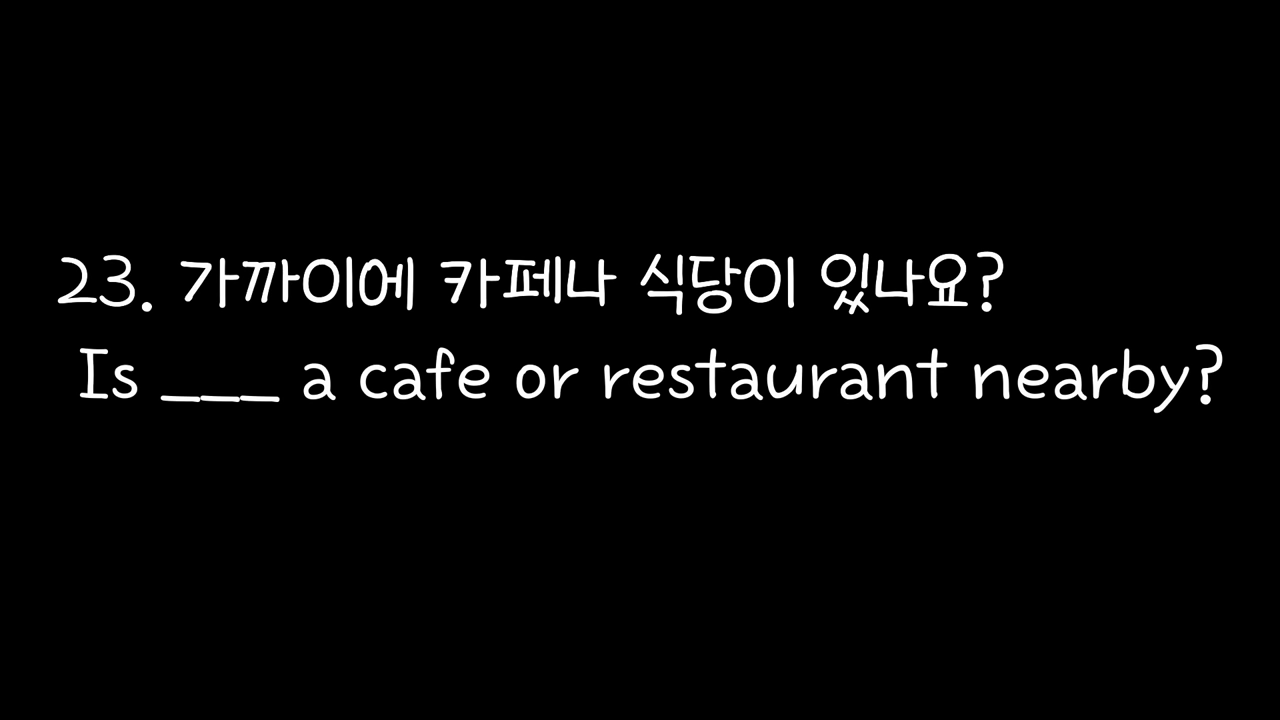 23. 가까이에 카페나 식당이 있나요?
Is ___ a cafe or restaurant nearby?